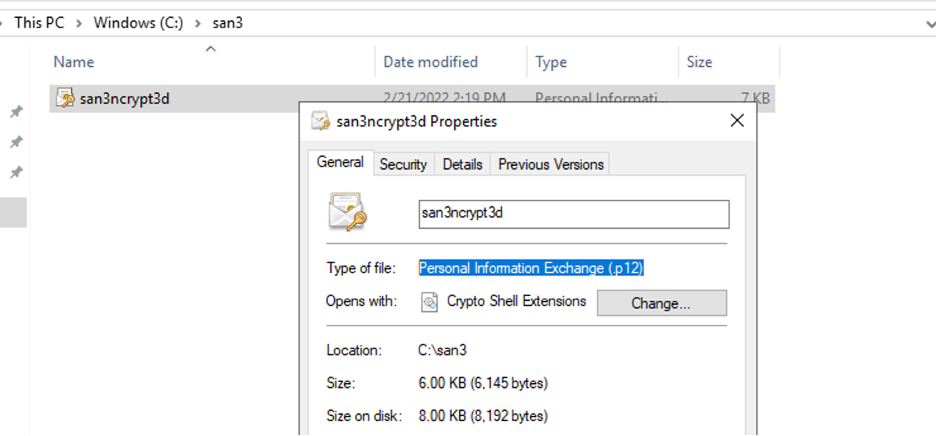 This PC > Windows (C:) > san3
Name Date modified Type Size
san3ncrypt3d 2/21/2022 2:19 PM Personal Informati... 7 KB
san3ncrypt3d Properties
General Security Details Previous Versions
san3ncrypt3d
Type of file: Personal Information Exchange (.p12)
Opens with: Crypto Shell Extensions Change...
Location: C:\san3
Size: 6.00 KB (6,145 bytes)
Size on disk: 8.00 KB (8,192 bytes)